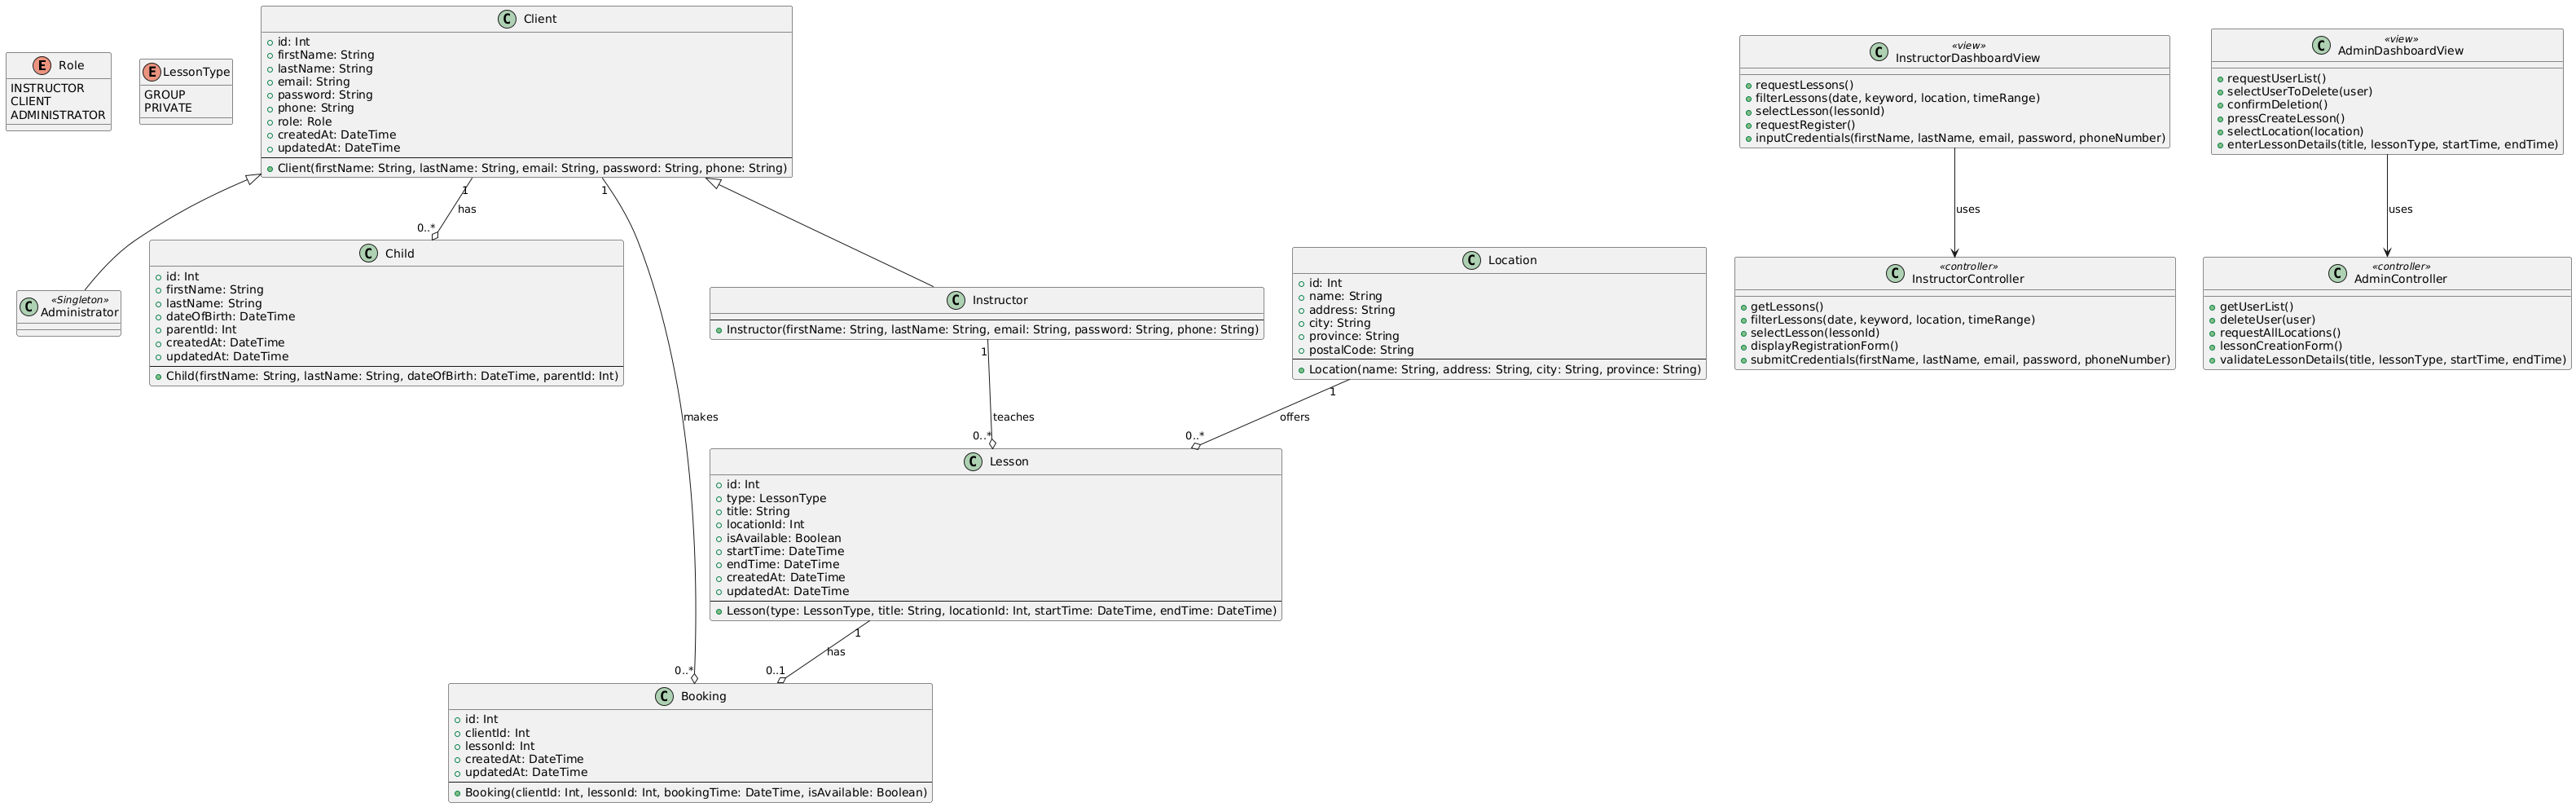 E Role
INSTRUCTOR
CLIENT
ADMINISTRATOR
E LessonType
GROUP
PRIVATE
C Client
id: Int
firstName: String
lastName: String
email: String
password: String
phone: String
role: Role
createdAt: DateTime
updatedAt: DateTime
Client(firstName: String, lastName: String, email: String, password: String, phone: String)
1
has
0..*
1
makes
0..*
C «Singleton»
Administrator
C Child
id: Int
firstName: String
lastName: String
dateOfBirth: DateTime
parentId: Int
createdAt: DateTime
updatedAt: DateTime
Child(firstName: String, lastName: String, dateOfBirth: DateTime, parentId: Int)
C Instructor
Instructor(firstName: String, lastName: String, email: String, password: String, phone: String)
1
teaches
0..*
C Location
id: Int
name: String
address: String
city: String
province: String
postalCode: String
Location(name: String, address: String, city: String, province: String)
1
offers
0..*
C Lesson
id: Int
type: LessonType
title: String
locationId: Int
isAvailable: Boolean
startTime: DateTime
endTime: DateTime
createdAt: DateTime
updatedAt: DateTime
Lesson(type: LessonType, title: String, locationId: Int, startTime: DateTime, endTime: DateTime)
1
has
0..1
C Booking
id: Int
clientId: Int
lessonId: Int
createdAt: DateTime
updatedAt: DateTime
Booking(clientId: Int, lessonId: Int, bookingTime: DateTime, isAvailable: Boolean)
C «view»
InstructorDashboardView
requestLessons()
filterLessons(date, keyword, location, timeRange)
selectLesson(lessonId)
requestRegister()
inputCredentials(firstName, lastName, email, password, phoneNumber)
uses
C «controller»
InstructorController
getLessons()
filterLessons(date, keyword, location, timeRange)
selectLesson(lessonId)
displayRegistrationForm()
submitCredentials(firstName, lastName, email, password, phoneNumber)
C «view»
AdminDashboardView
requestUserList()
selectUserToDelete(user)
confirmDeletion()
pressCreateLesson()
selectLocation(location)
enterLessonDetails(title, lessonType, startTime, endTime)
uses
C «controller»
AdminController
getUserList()
deleteUser(user)
requestAllLocations()
lessonCreationForm()
validateLessonDetails(title, lessonType, startTime, endTime)